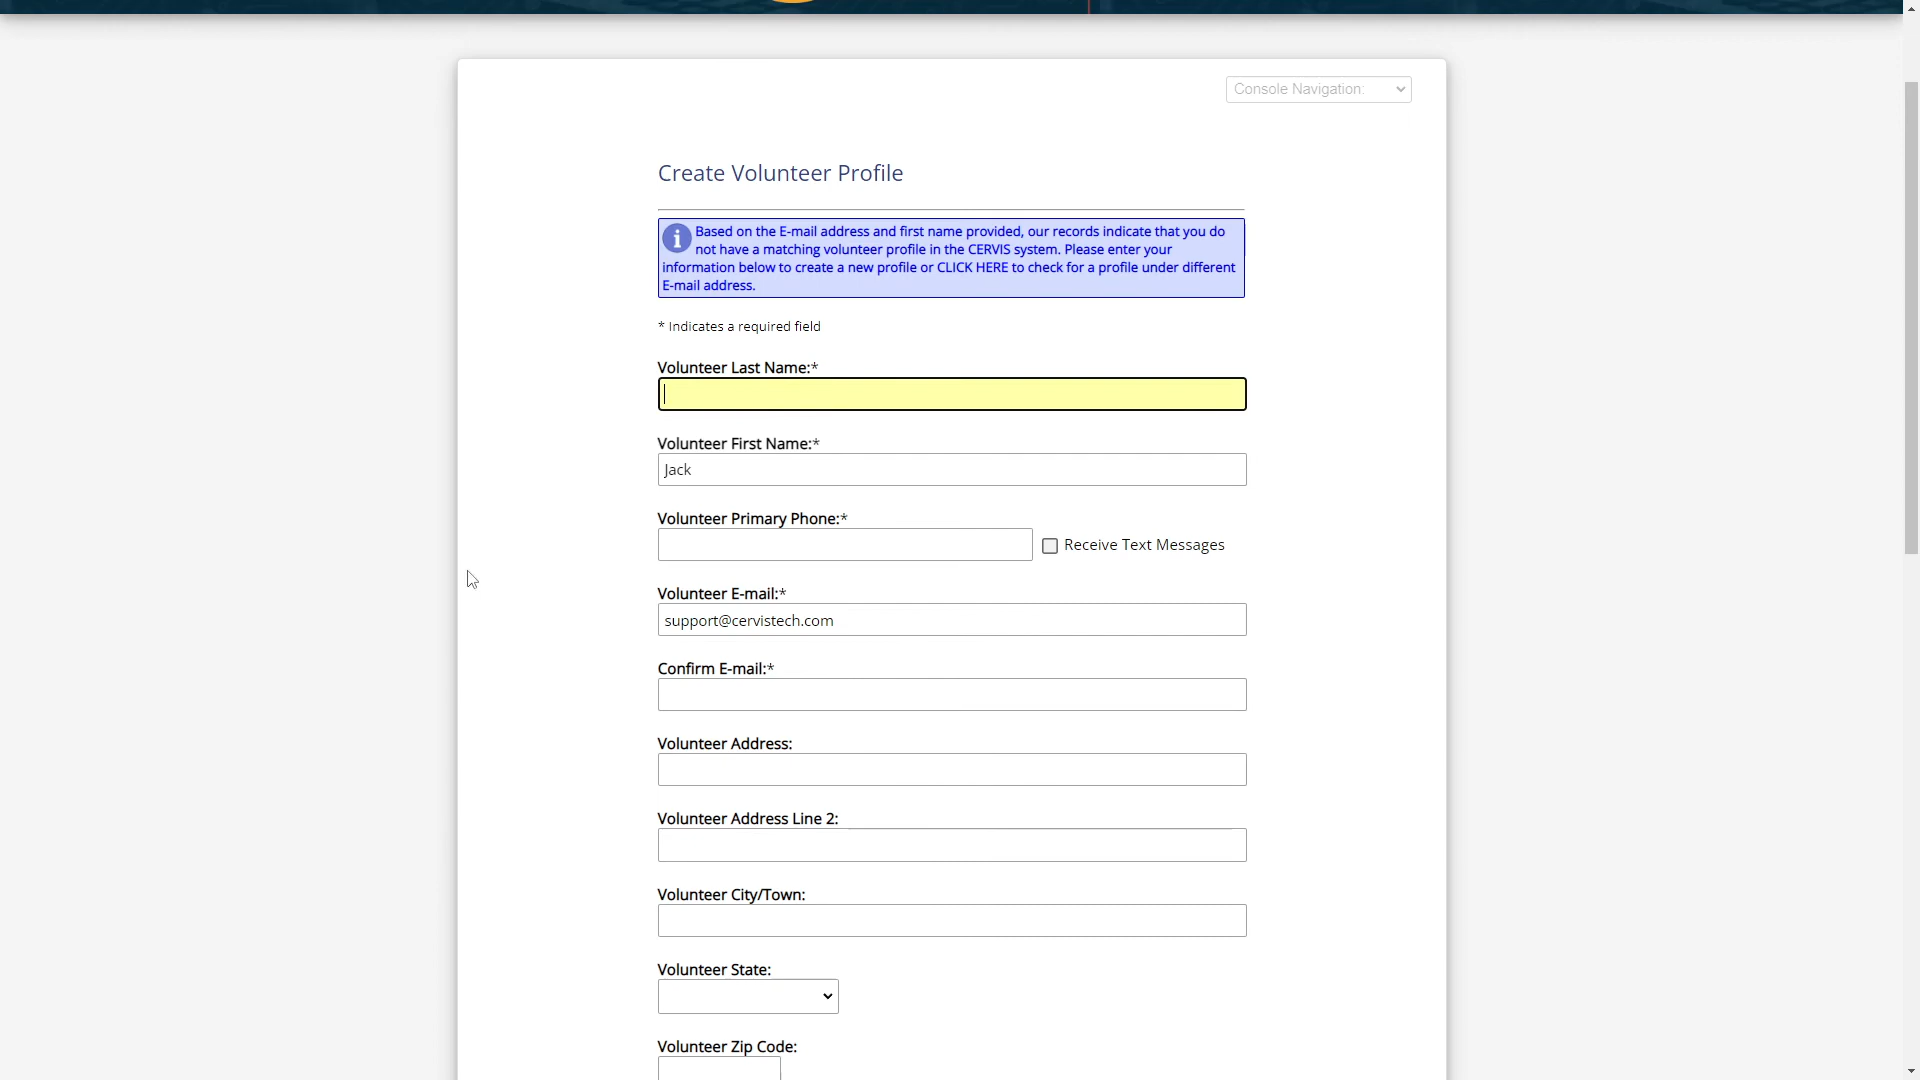 Console Navigation:
Create Volunteer Profile
i
Based on the E-mail address and first name provided, our records indicate that you do
not have a matching volunteer profile in the CERVIS system. Please enter your
information below to create a new profile or CLICK HERE to check for a profile under different
E-mail address.
* Indicates a required field
Volunteer Last Name:*
Volunteer First Name:*
Jack
Volunteer Primary Phone:*
Receive Text Messages
Volunteer E-mail:*
support@cervistech.com
Confirm E-mail:*
Volunteer Address:
Volunteer Address Line 2:
Volunteer City/Town:
Volunteer State:
Volunteer Zip Code: